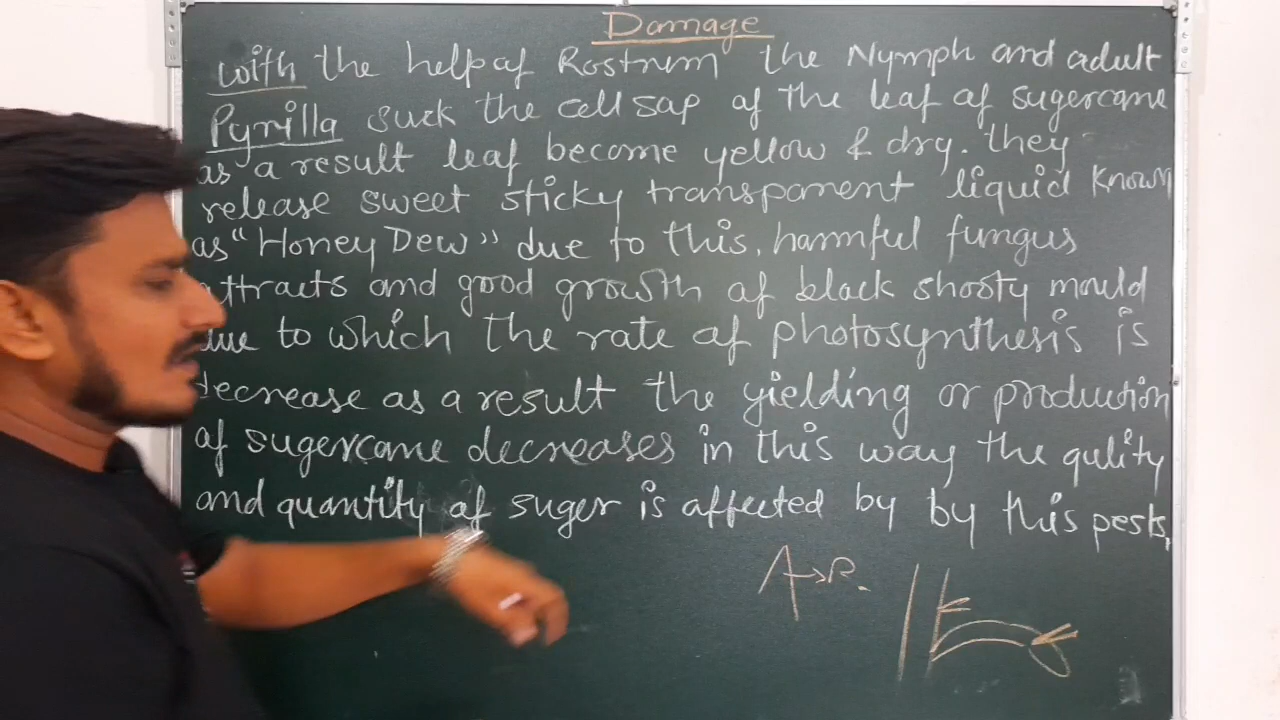 Damage
With the help of Rostrum the Nymph and adult
Pyrilla suck the cell sap of the leaf of sugercane
as a result leaf become yellow & dry. they
release sweet sticky transparent liquid known
as "Honey Dew" due to this, harmful fungus
attracts and good growth of black shooty mould
due to which the rate of photosynthesis is
decrease as a result the yielding or production
of sugercane decreases in this way the qulity
and quantity of suger is affected by by this pests,
A→R.